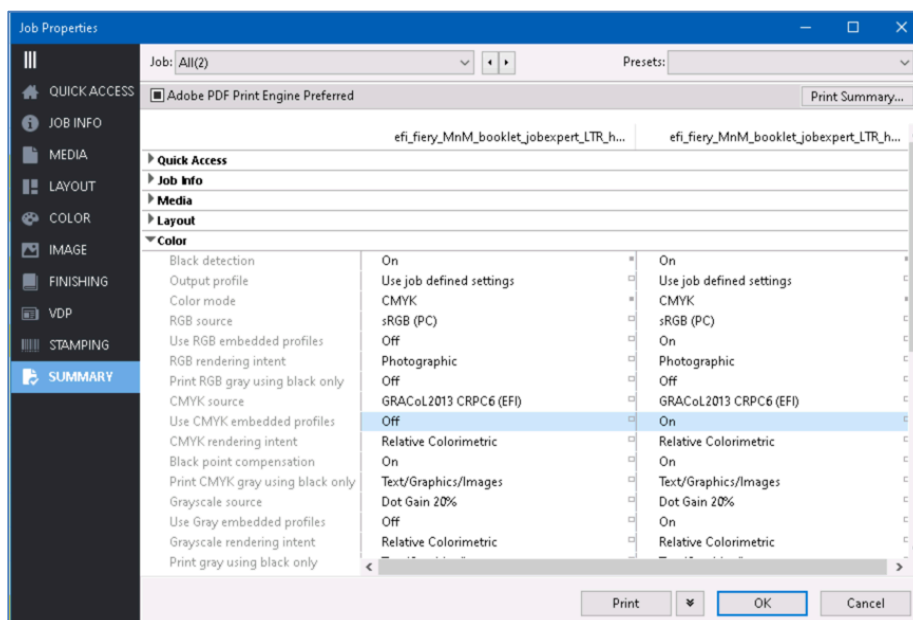 Job Properties
Job: All(2) Presets:
QUICK ACCESS
JOB INFO
MEDIA
LAYOUT
COLOR
IMAGE
FINISHING
VDP
STAMPING
SUMMARY
Adobe PDF Print Engine Preferred Print Summary...
efi_fiery_MnM_booklet_jobexpert_LTR_h... efi_fiery_MnM_booklet_jobexpert_LTR_h...
Quick Access
Job Info
Media
Layout
Color
Black detection On On
Output profile Use job defined settings Use job defined settings
Color mode CMYK CMYK
RGB source sRGB (PC) sRGB (PC)
Use RGB embedded profiles Off On
RGB rendering intent Photographic Photographic
Print RGB gray using black only Off Off
CMYK source GRACoL2013 CRPC6 (EFI) GRACoL2013 CRPC6 (EFI)
Use CMYK embedded profiles Off On
CMYK rendering intent Relative Colorimetric Relative Colorimetric
Black point compensation On On
Print CMYK gray using black only Text/Graphics/Images Text/Graphics/Images
Grayscale source Dot Gain 20% Dot Gain 20%
Use Gray embedded profiles Off On
Grayscale rendering intent Relative Colorimetric Relative Colorimetric
Print gray using black only
Print OK Cancel